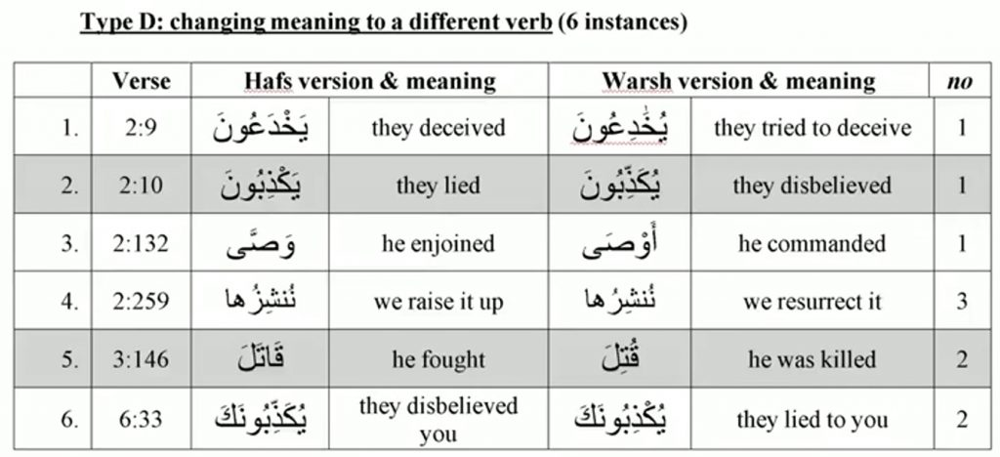 Type D: changing meaning to a different verb (6 instances)
Verse Hafs version & meaning Warsh version & meaning no
1. 2:9 يَخْدَعُونَ they deceived يُخَٰدِعُونَ they tried to deceive 1
2. 2:10 يَكْذِبُونَ they lied يُكَذِّبُونَ they disbelieved 1
3. 2:132 وَصَّى he enjoined أَوْصَى he commanded 1
4. 2:259 نُنشِزُها we raise it up نُنشِرُها we resurrect it 3
5. 3:146 قَاتَلَ he fought قُتِلَ he was killed 2
6. 6:33 يُكَذِّبُونَكَ they disbelieved you يُكْذِبُونَكَ they lied to you 2